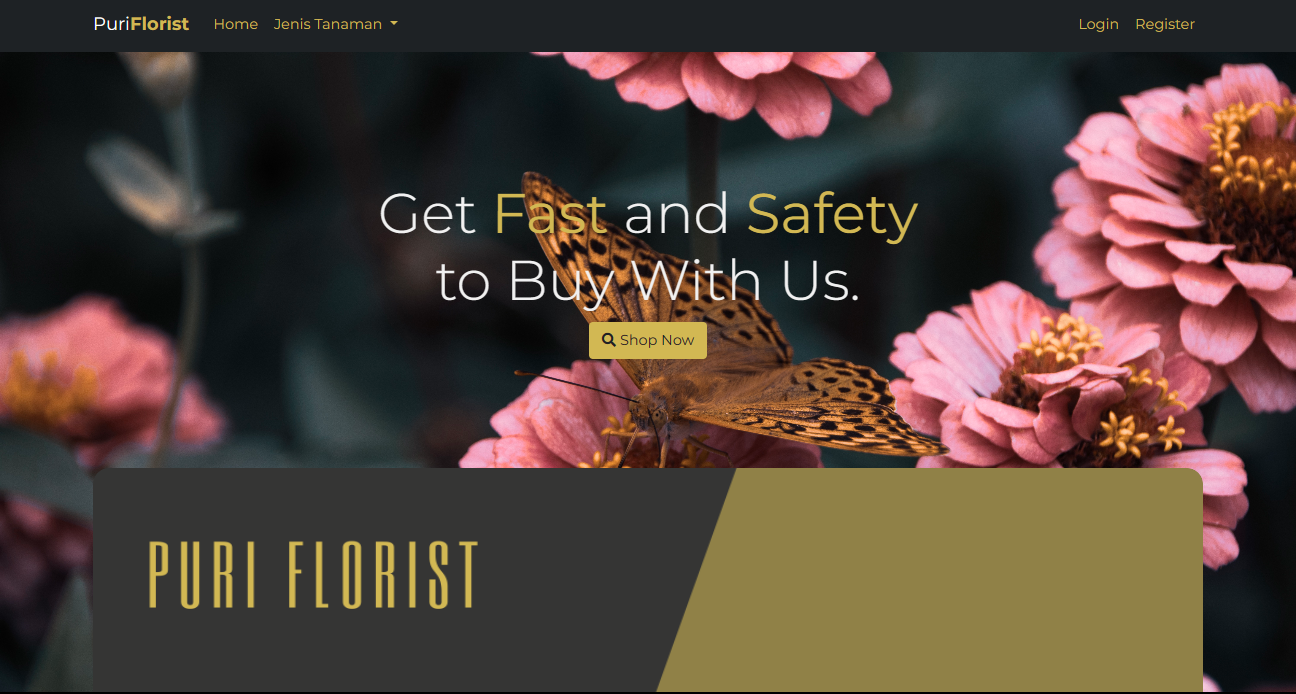 PuriFlorist Home Jenis Tanaman Login Register
Get Fast and Safety
to Buy With Us.
Shop Now
PURI FLORIST